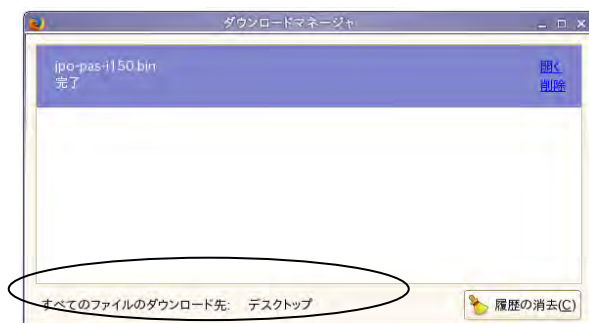 ダウンロードマネージャ
jpo-pas-i150.bin
開く
完了
削除
すべてのファイルのダウンロード先: デスクトップ
履歴の消去(C)